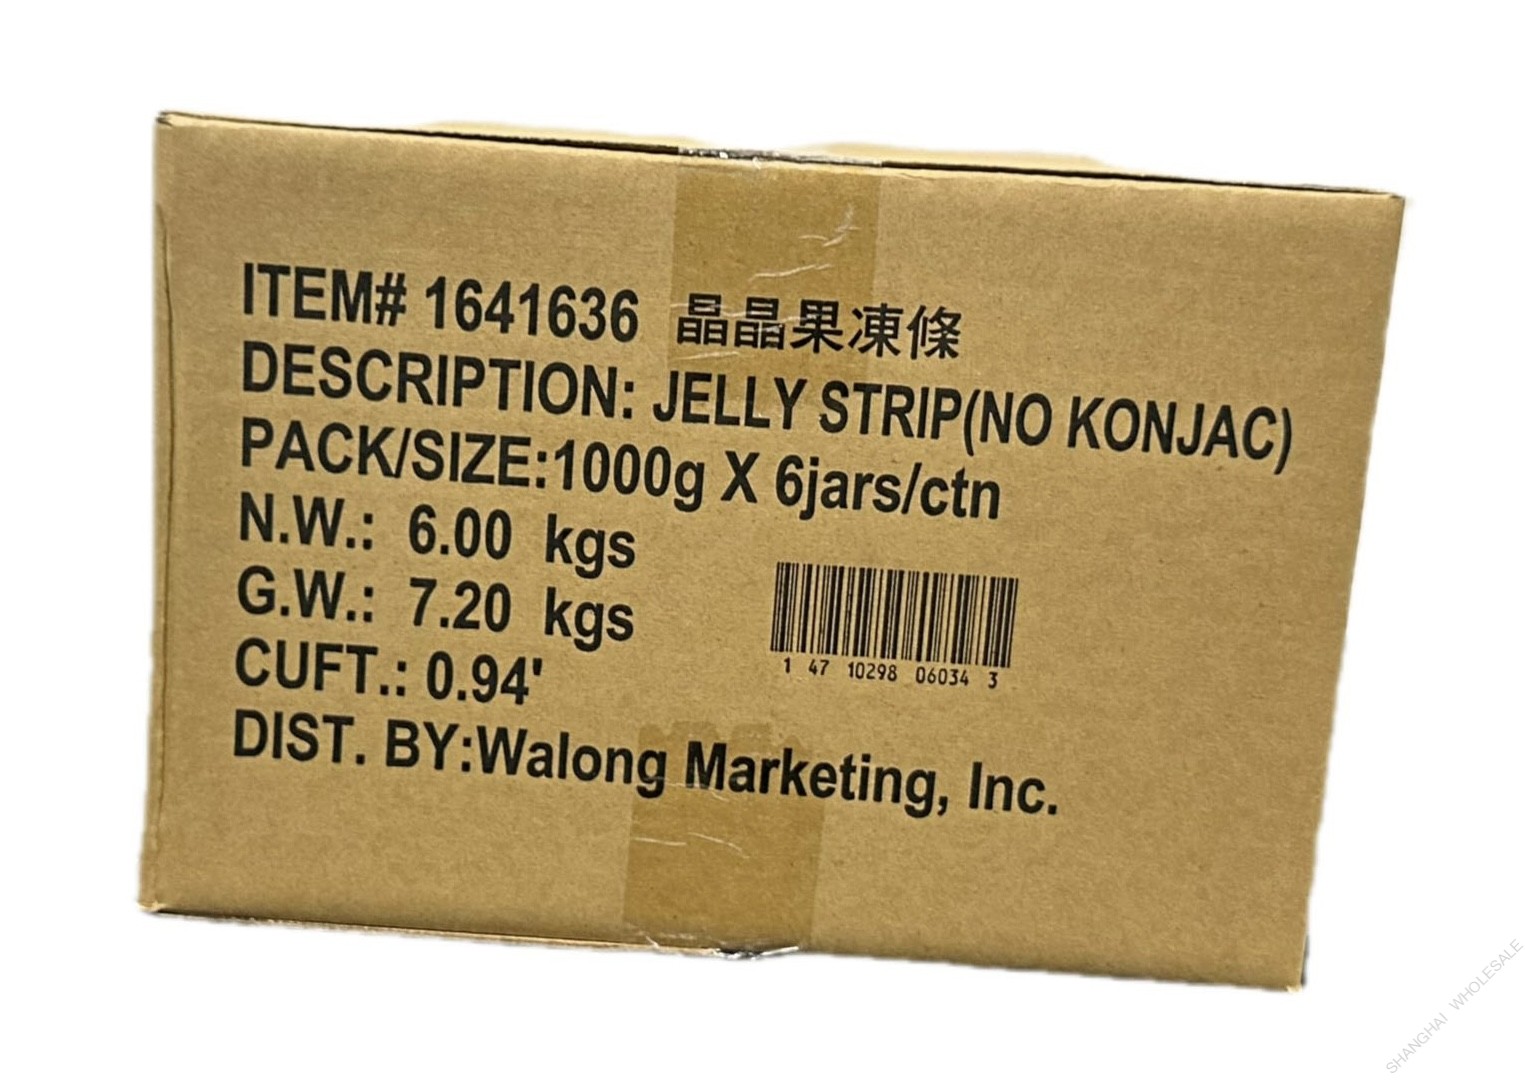 ITEM# 1641636 晶晶果凍條
DESCRIPTION: JELLY STRIP(NO KONJAC)
PACK/SIZE:1000g X 6jars/ctn
N.W.: 6.00 kgs
G.W.: 7.20 kgs
CUFT.: 0.94'
DIST. BY:Walong Marketing, Inc.
1 47 10298 06034 3
SHANGHAI WHOLESALE